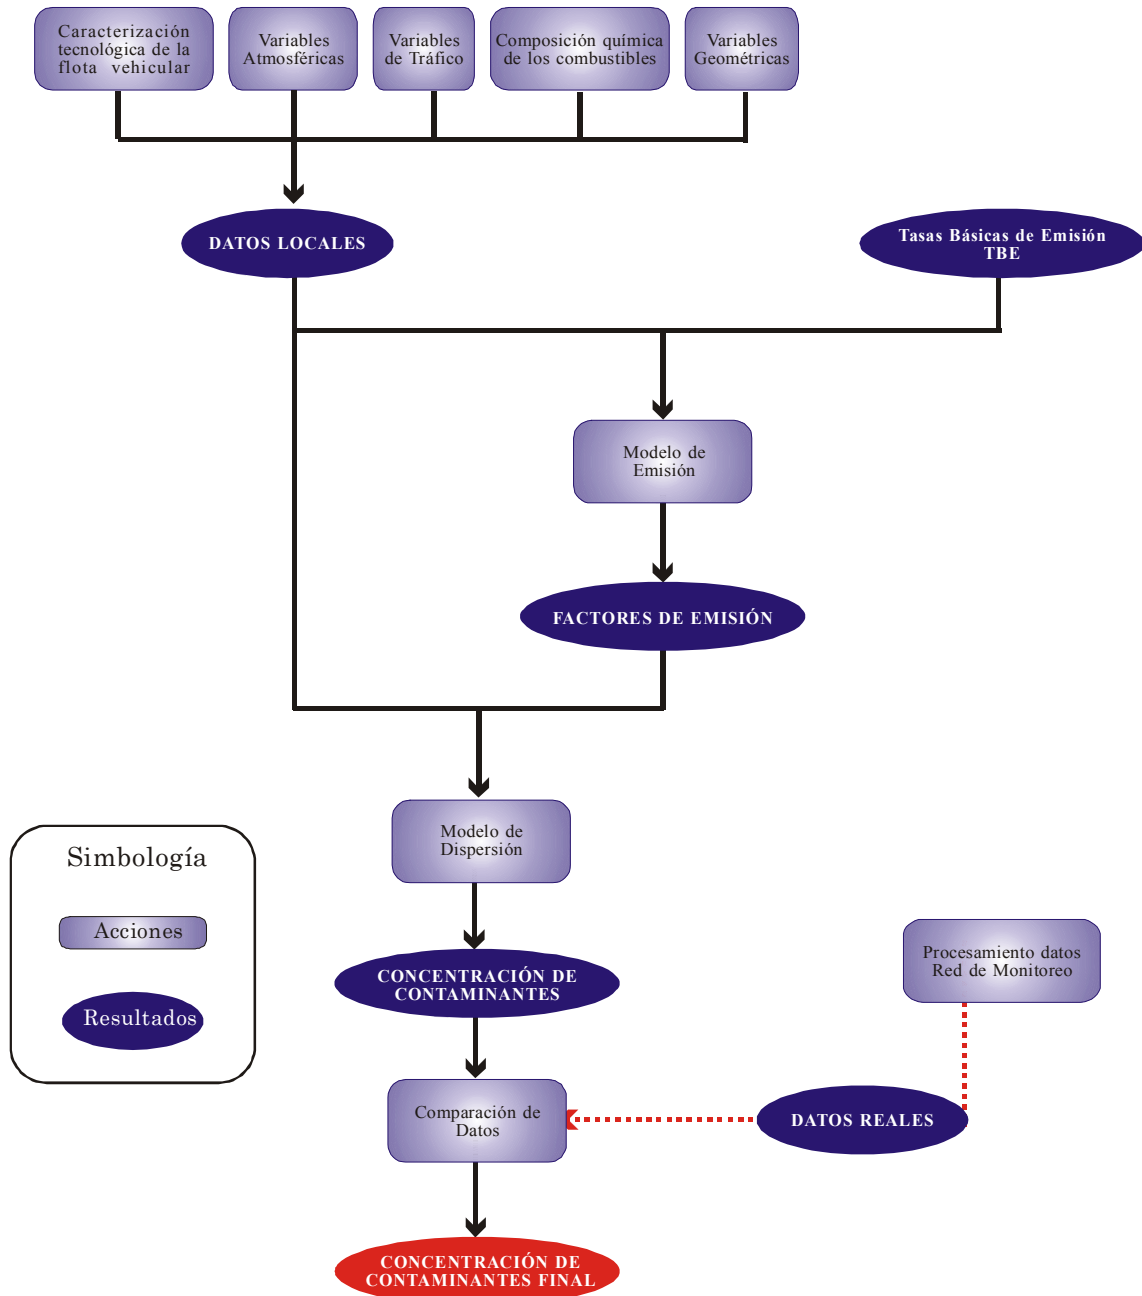 Caracterización
tecnológica de la
flota vehicular
Variables
Atmosféricas
Variables
de Tráfico
Composición química
de los combustibles
Variables
Geométricas
DATOS LOCALES
Tasas Básicas de Emisión
TBE
Modelo de
Emisión
FACTORES DE EMISIÓN
Modelo de
Dispersión
Simbología
Acciones
Resultados
CONCENTRACIÓN DE
CONTAMINANTES
Procesamiento datos
Red de Monitoreo
Comparación de
Datos
DATOS REALES
CONCENTRACIÓN DE
CONTAMINANTES FINAL